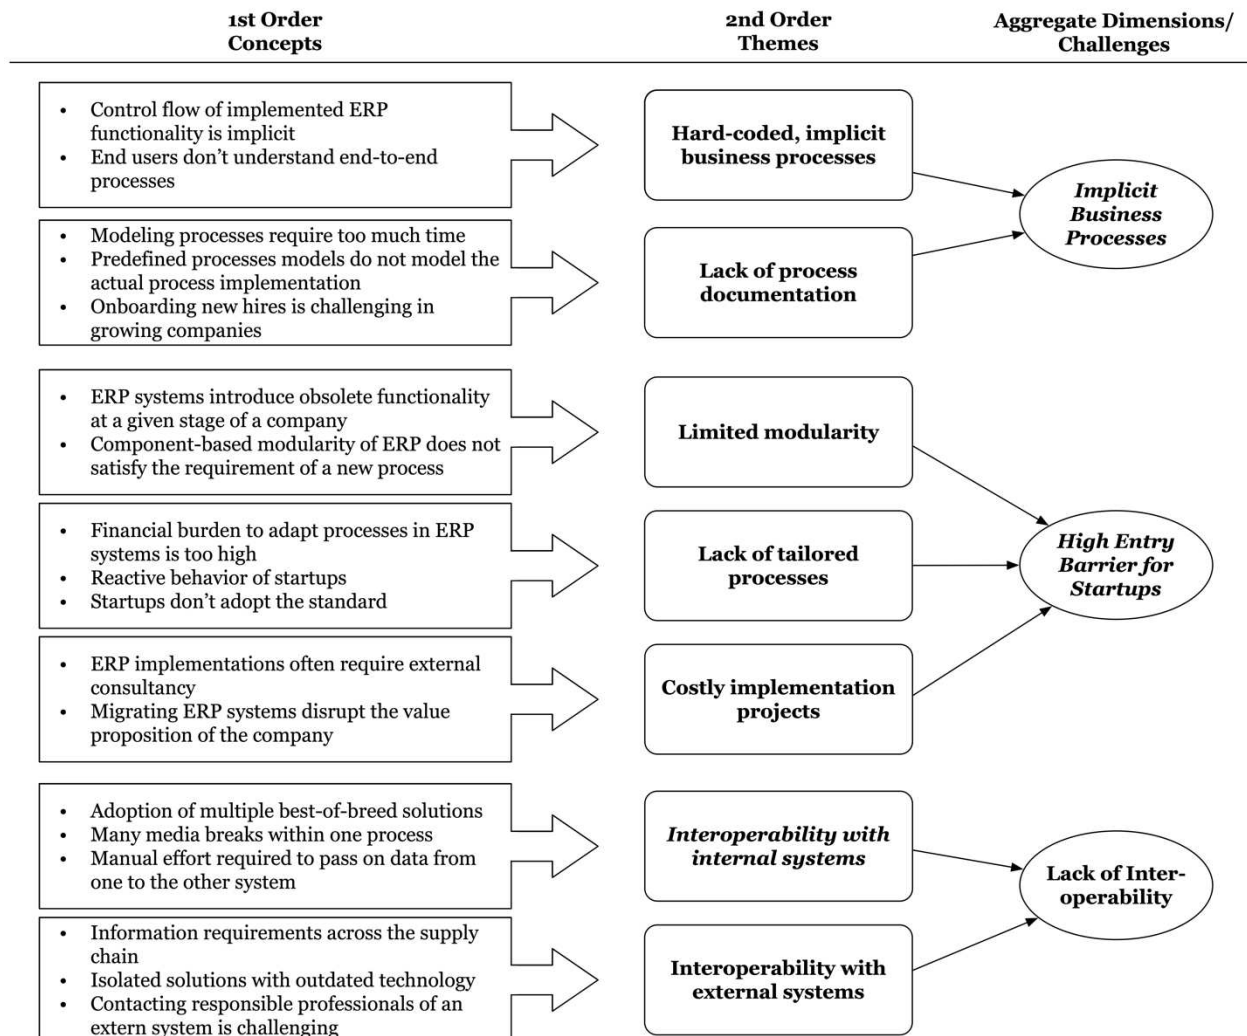 1st Order
Concepts
2nd Order
Themes
Aggregate Dimensions/
Challenges
• Control flow of implemented ERP
functionality is implicit
• End users don’t understand end-to-end
processes
Hard-coded, implicit
business processes
• Modeling processes require too much time
• Predefined processes models do not model the
actual process implementation
• Onboarding new hires is challenging in
growing companies
Lack of process
documentation
Implicit
Business
Processes
• ERP systems introduce obsolete functionality
at a given stage of a company
• Component-based modularity of ERP does not
satisfy the requirement of a new process
Limited modularity
• Financial burden to adapt processes in ERP
systems is too high
• Reactive behavior of startups
• Startups don’t adopt the standard
Lack of tailored
processes
• ERP implementations often require external
consultancy
• Migrating ERP systems disrupt the value
proposition of the company
Costly implementation
projects
High Entry
Barrier for
Startups
• Adoption of multiple best-of-breed solutions
• Many media breaks within one process
• Manual effort required to pass on data from
one to the other system
Interoperability with
internal systems
• Information requirements across the supply
chain
• Isolated solutions with outdated technology
• Contacting responsible professionals of an
extern system is challenging
Interoperability with
external systems
Lack of Inter-
operability